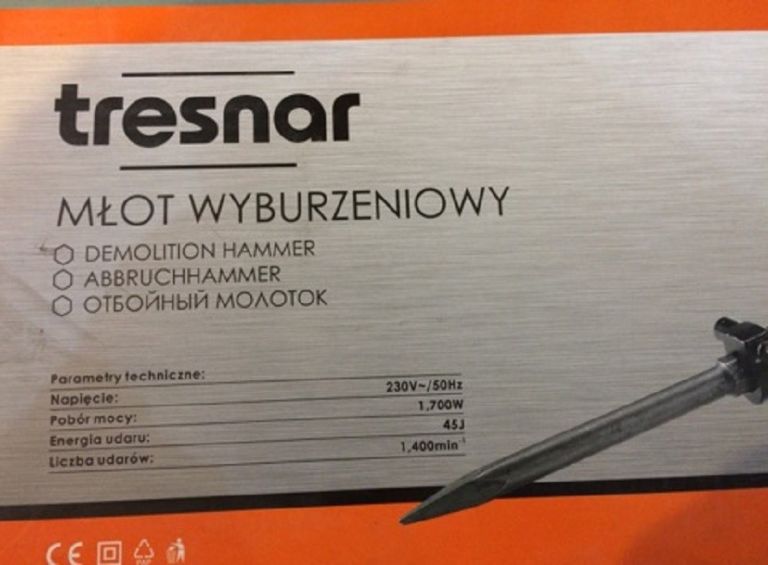 tresnar
MŁOT WYBURZENIOWY
DEMOLITION HAMMER
ABBRUCHHAMMER
ОТБОЙНЫЙ МОЛОТОК
Parametry techniczne:
Napięcie: 230V~/50Hz
Pobór mocy: 1,700W
Energia udaru: 45J
Liczba udarów: 1,400min⁻¹
CE